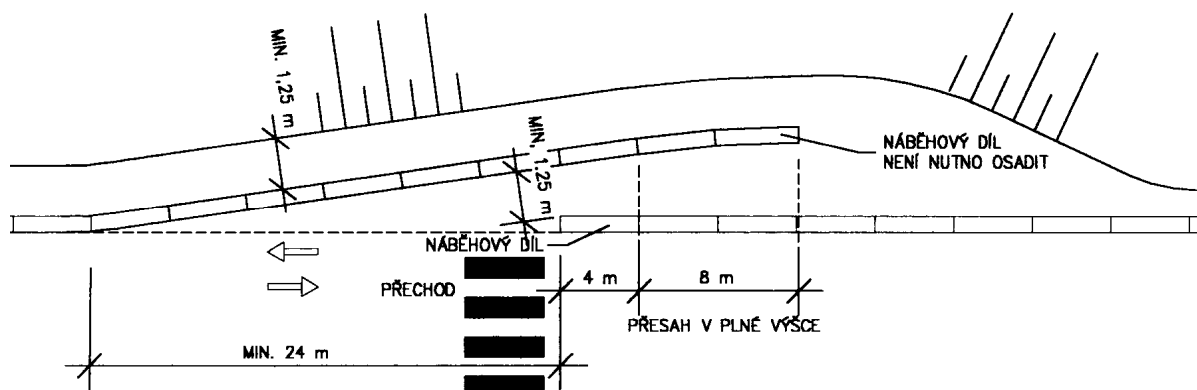 MIN. 1,25 m
MIN. 1,25 m
NÁBĚHOVÝ DÍL
NENÍ NUTNO OSADIT
NÁBĚHOVÝ DÍL
PŘECHOD
4 m
8 m
PŘESAH V PLNÉ VÝŠCE
MIN. 24 m